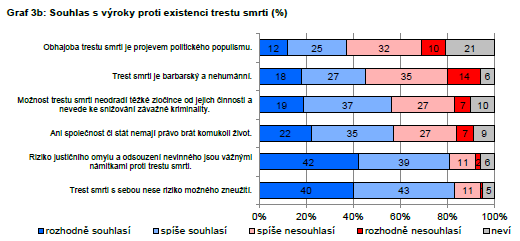 Graf 3b: Souhlas s výroky proti existenci trestu smrti (%)
Obhajoba trestu smrti je projevem politického populismu.
12 25 32 10 21
Trest smrti je barbarský a nehumánní.
18 27 35 14 6
Možnost trestu smrti neodradí těžké zločince od jejich činnosti a
nevede ke snižování závažné kriminality.
19 37 27 7 10
Ani společnost či stát nemají právo brát komukoli život.
22 35 27 7 9
Riziko justičního omylu a odsouzení nevinného jsou vážnými
námitkami proti trestu smrti.
42 39 11 2 6
Trest smrti s sebou nese riziko možného zneužití.
40 43 11 5
0% 20% 40% 60% 80% 100%
rozhodně souhlasí spíše souhlasí spíše nesouhlasí rozhodně nesouhlasí neví